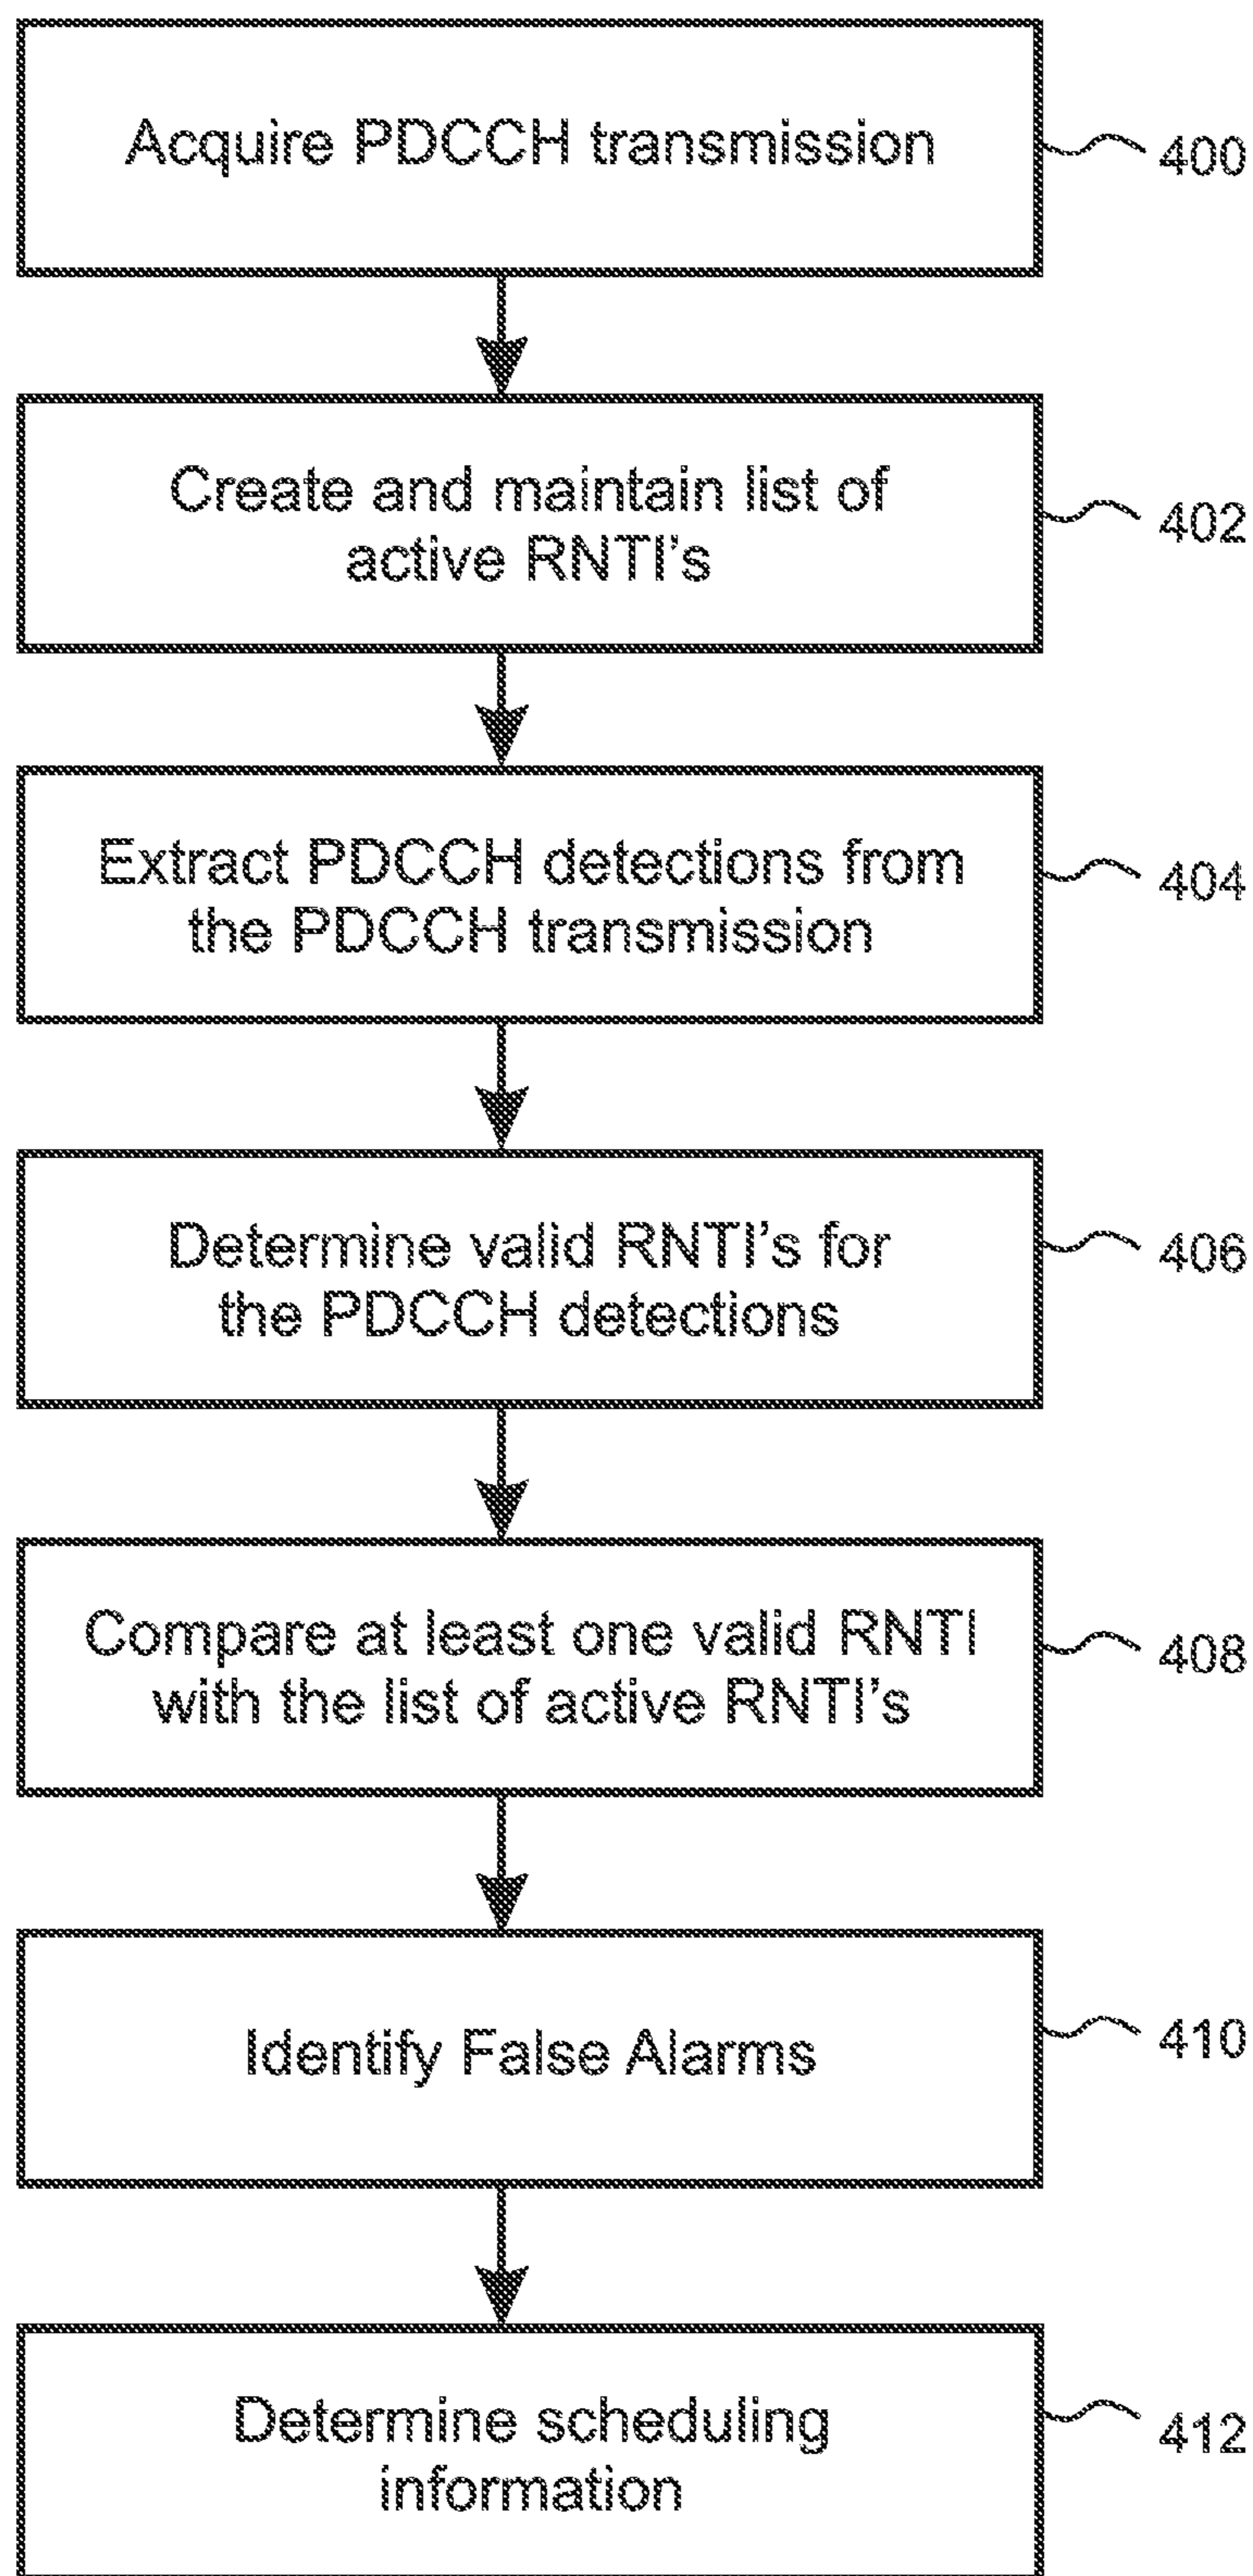 Acquire PDCCH transmission
400
Create and maintain list of
active RNTI's
402
Extract PDCCH detections from
the PDCCH transmission
404
Determine valid RNTI's for
the PDCCH detections
406
Compare at least one valid RNTI
with the list of active RNTI's
408
Identify False Alarms
410
Determine scheduling
information
412